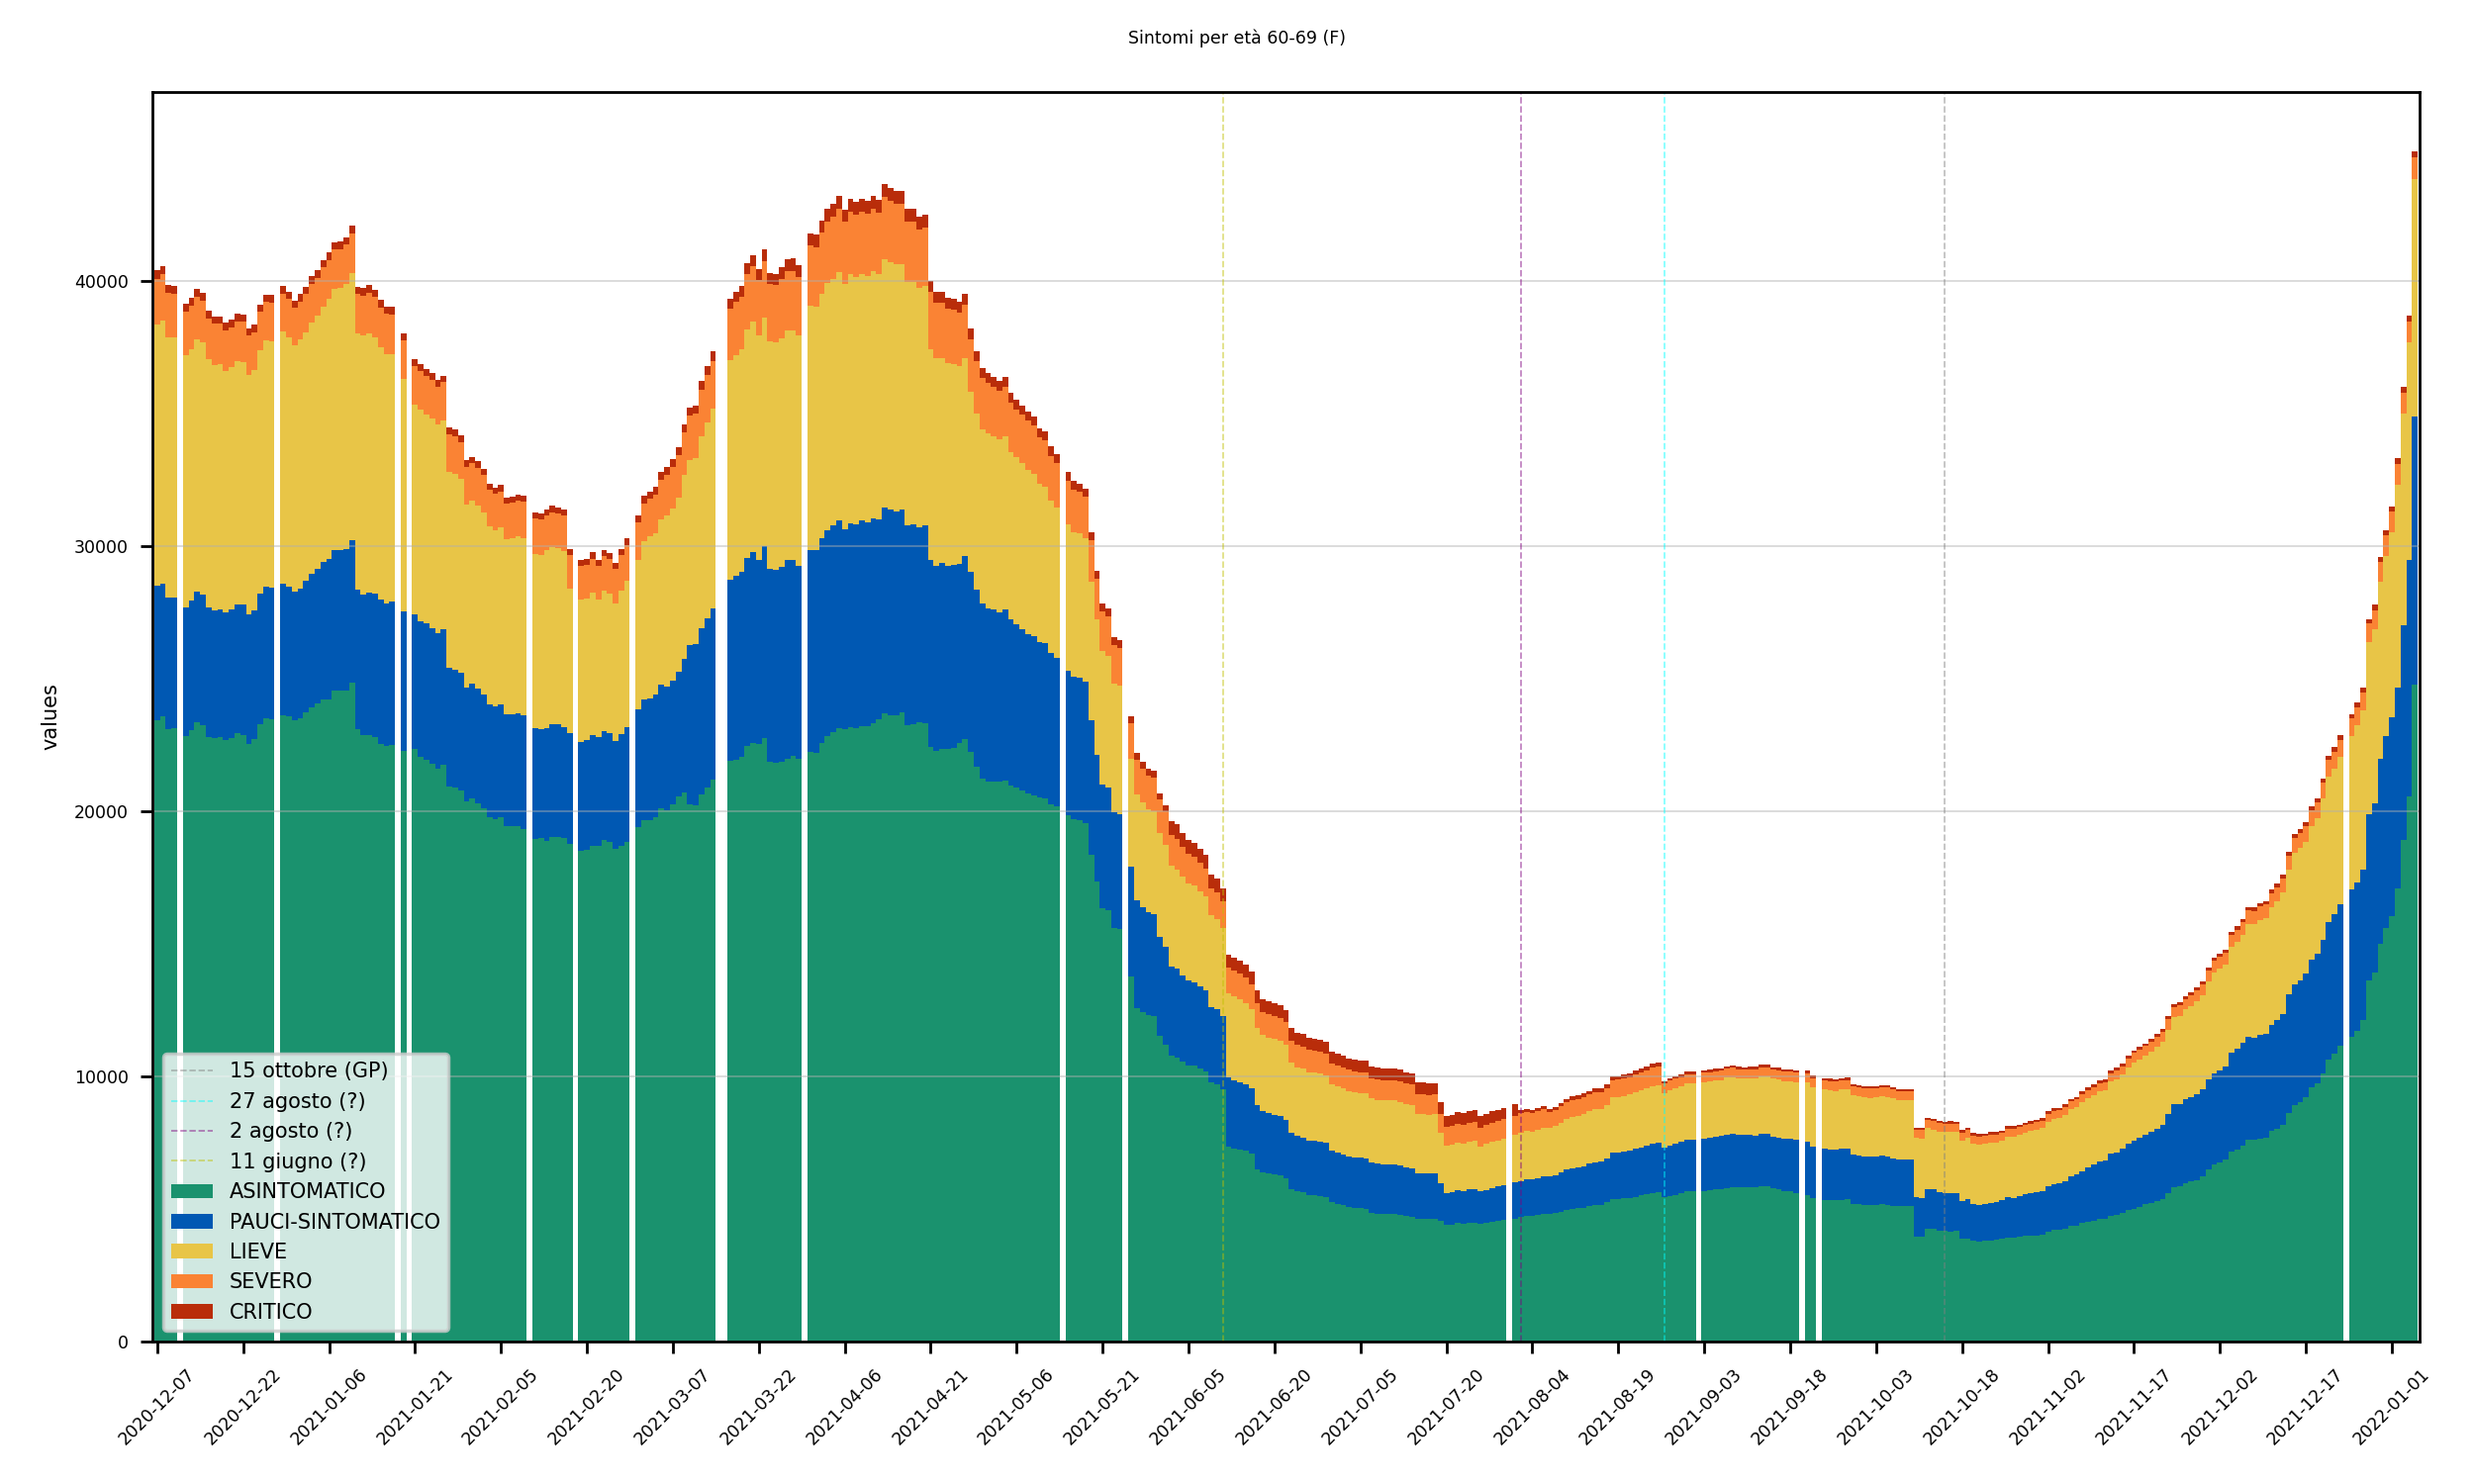 Sintomi per età 60-69 (F)
values
40000
30000
20000
10000
0
15 ottobre (GP)
27 agosto (?)
2 agosto (?)
11 giugno (?)
ASINTOMATICO
PAUCI-SINTOMATICO
LIEVE
SEVERO
CRITICO
2020-12-07
2020-12-22
2021-01-06
2021-01-21
2021-02-05
2021-02-20
2021-03-07
2021-03-22
2021-04-06
2021-04-21
2021-05-06
2021-05-21
2021-06-05
2021-06-20
2021-07-05
2021-07-20
2021-08-04
2021-08-19
2021-09-03
2021-09-18
2021-10-03
2021-10-18
2021-11-02
2021-11-17
2021-12-02
2021-12-17
2022-01-01